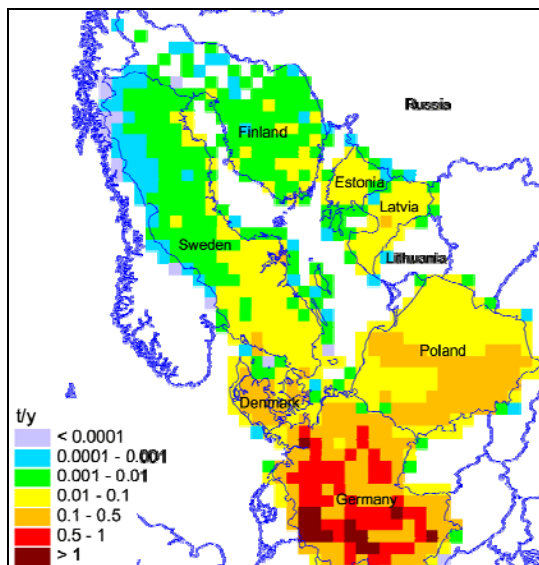 Russia
Finland
Estonia
Latvia
Sweden
Lithuania
Poland
Denmark
t/y
< 0.0001
0.0001 - 0.001
0.001 - 0.01
0.01 - 0.1
0.1 - 0.5
0.5 - 1
> 1
Germany